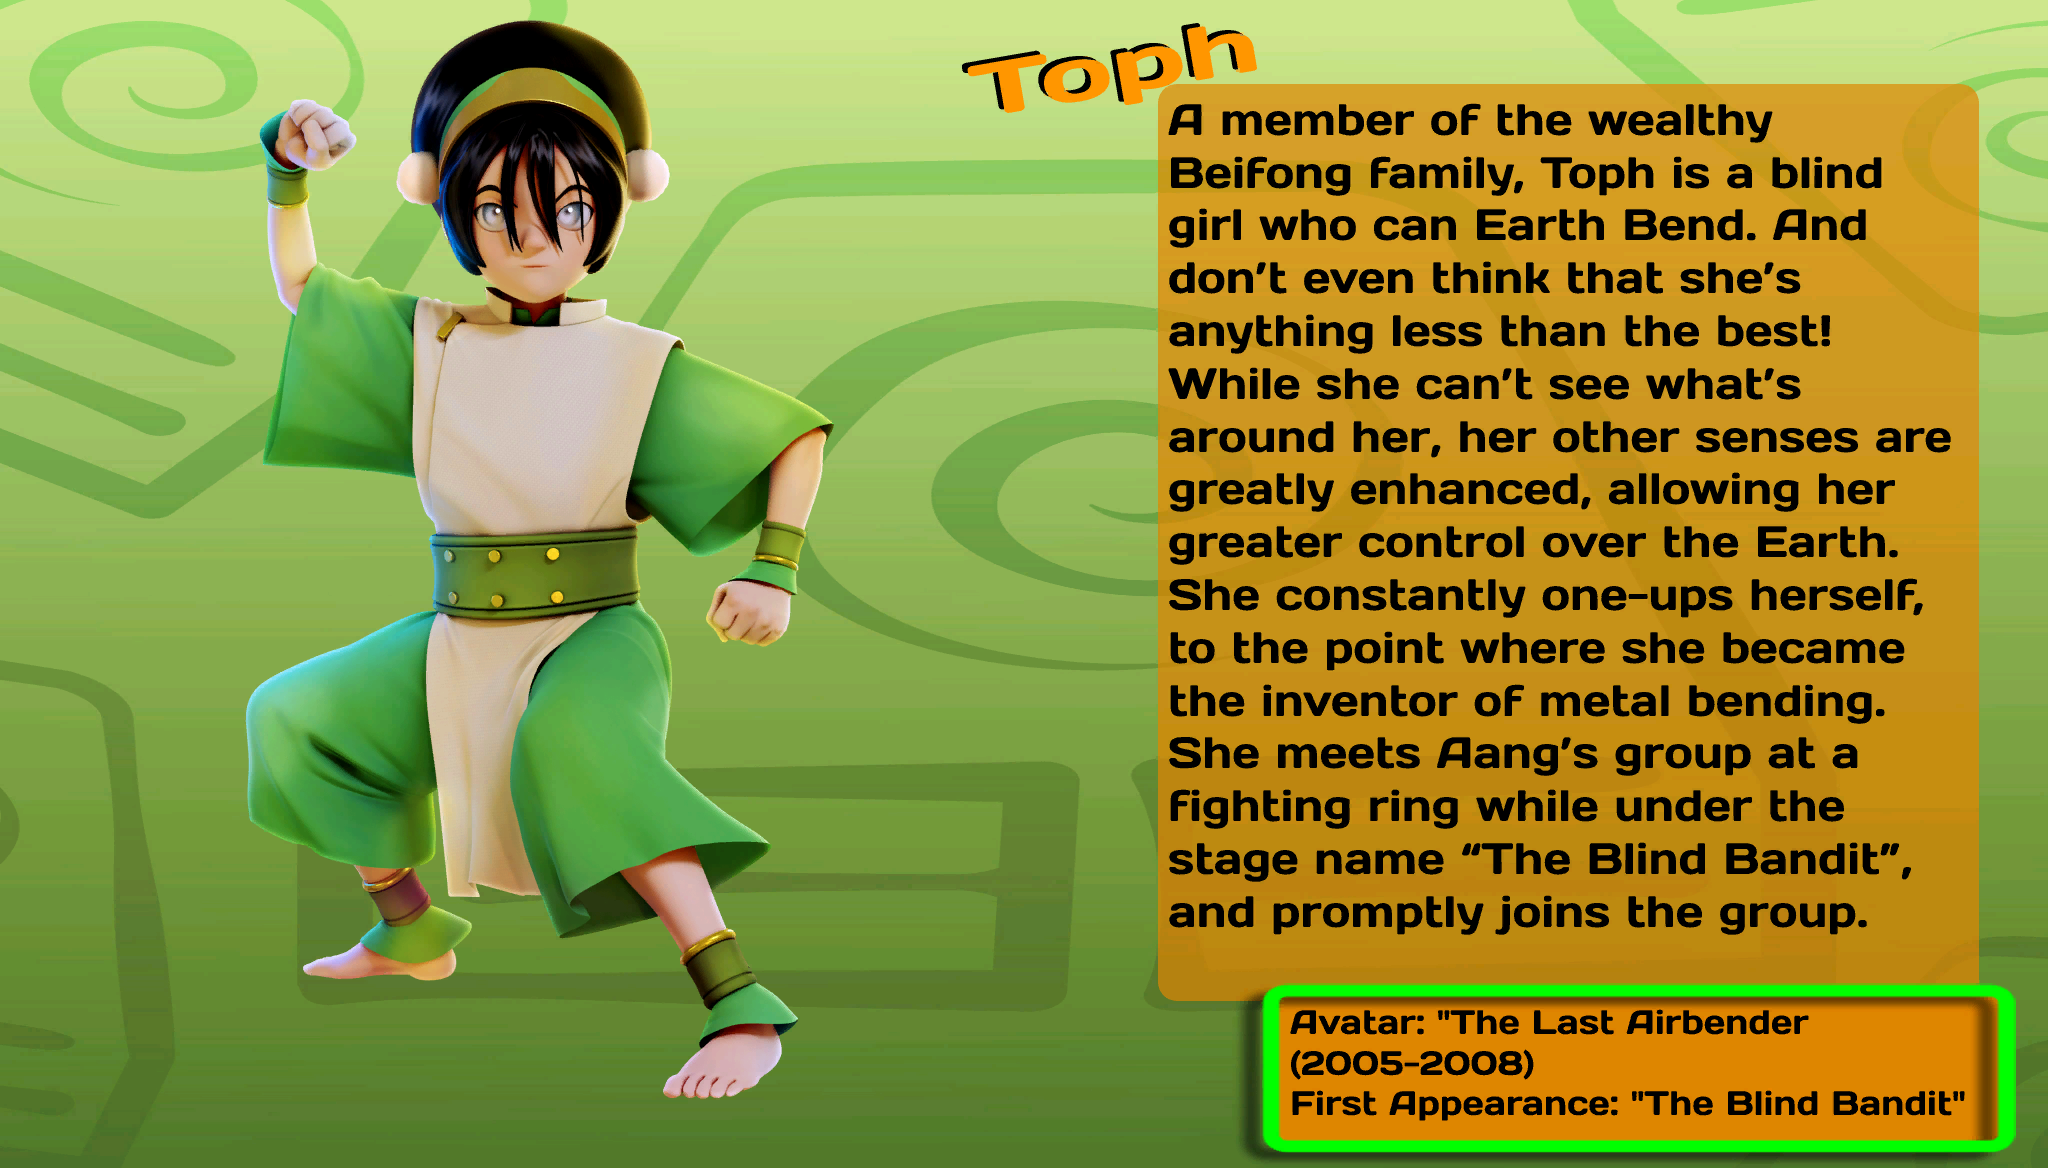 Toph
A member of the wealthy
Beifong family, Toph is a blind
girl who can Earth Bend. And
don't even think that she's
anything less than the best!
While she can't see what's
around her, her other senses are
greatly enhanced, allowing her
greater control over the Earth.
She constantly one-ups herself,
to the point where she became
the inventor of metal bending.
She meets Aang's group at a
fighting ring while under the
stage name “The Blind Bandit”,
and promptly joins the group.
Avatar: "The Last Airbender
(2005-2008)
First Appearance: "The Blind Bandit"